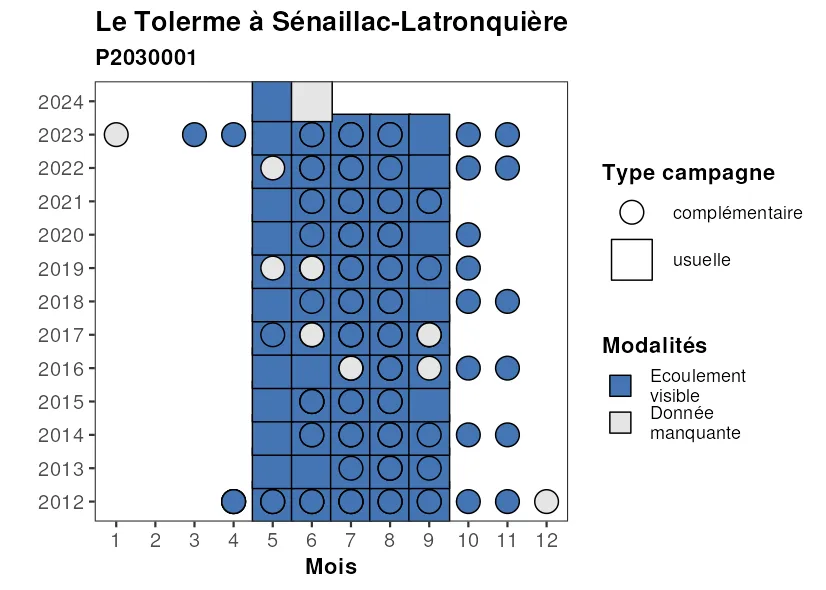 Le Tolerme à Sénaillac-Latronquière
P2030001
2024
2023
2022
2021
2020
2019
2018
2017
2016
2015
2014
2013
2012
1 2 3 4 5 6 7 8 9 10 11 12
Mois
Type campagne
complémentaire
usuelle
Modalités
Ecoulement
visible
Donnée
manquante